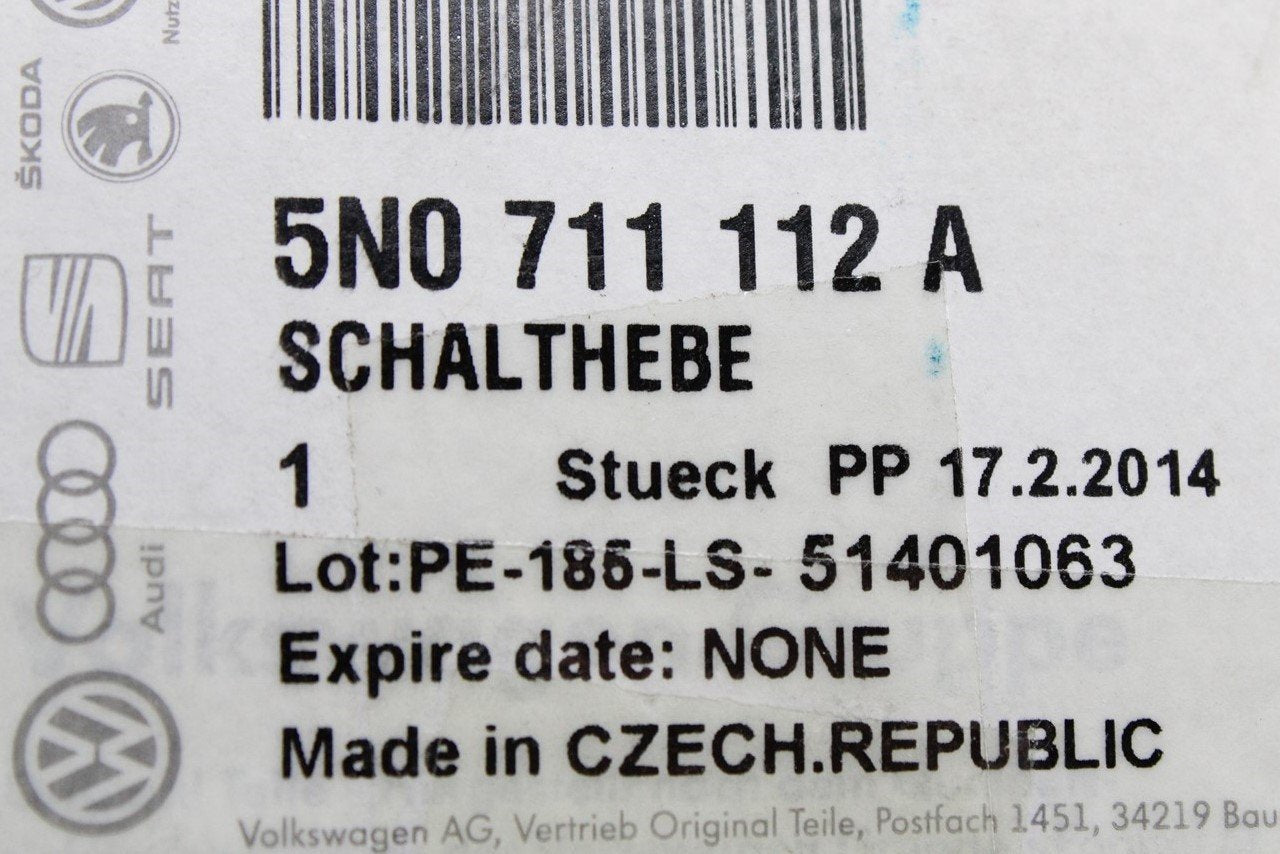 5N0 711 112 A
SCHALTHEBE
1 Stueck PP 17.2.2014
Lot:PE-186-LS- 51401063
Expire date: NONE
Made in CZECH.REPUBLIC
Volkswagen AG, Vertrieb Original Teile, Postfach 1451, 34219 Bau
Nutz
ŠKODA
SEAT
Audi